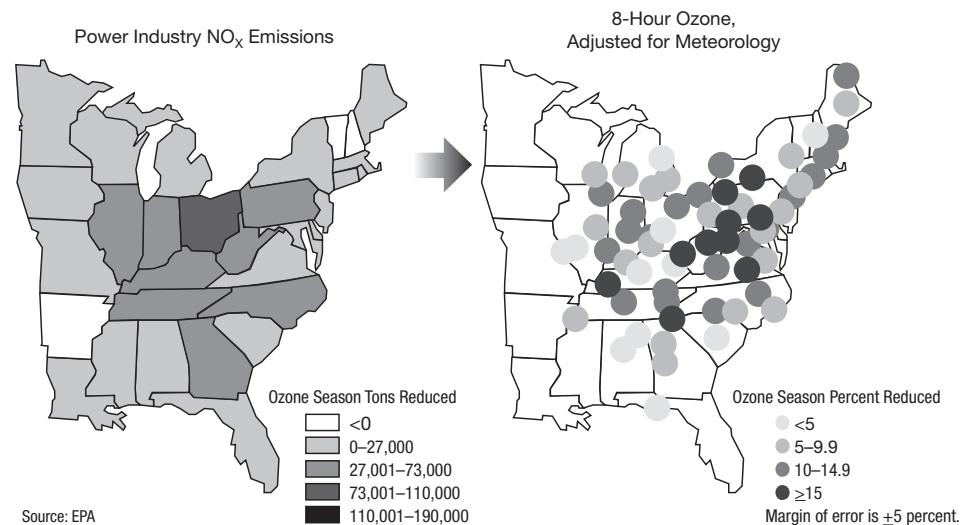 Power Industry NOX Emissions
8-Hour Ozone,
Adjusted for Meteorology
Ozone Season Tons Reduced
<0
0–27,000
27,001–73,000
73,001–110,000
110,001–190,000
Ozone Season Percent Reduced
<5
5–9.9
10–14.9
≥15
Source: EPA
Margin of error is ±5 percent.